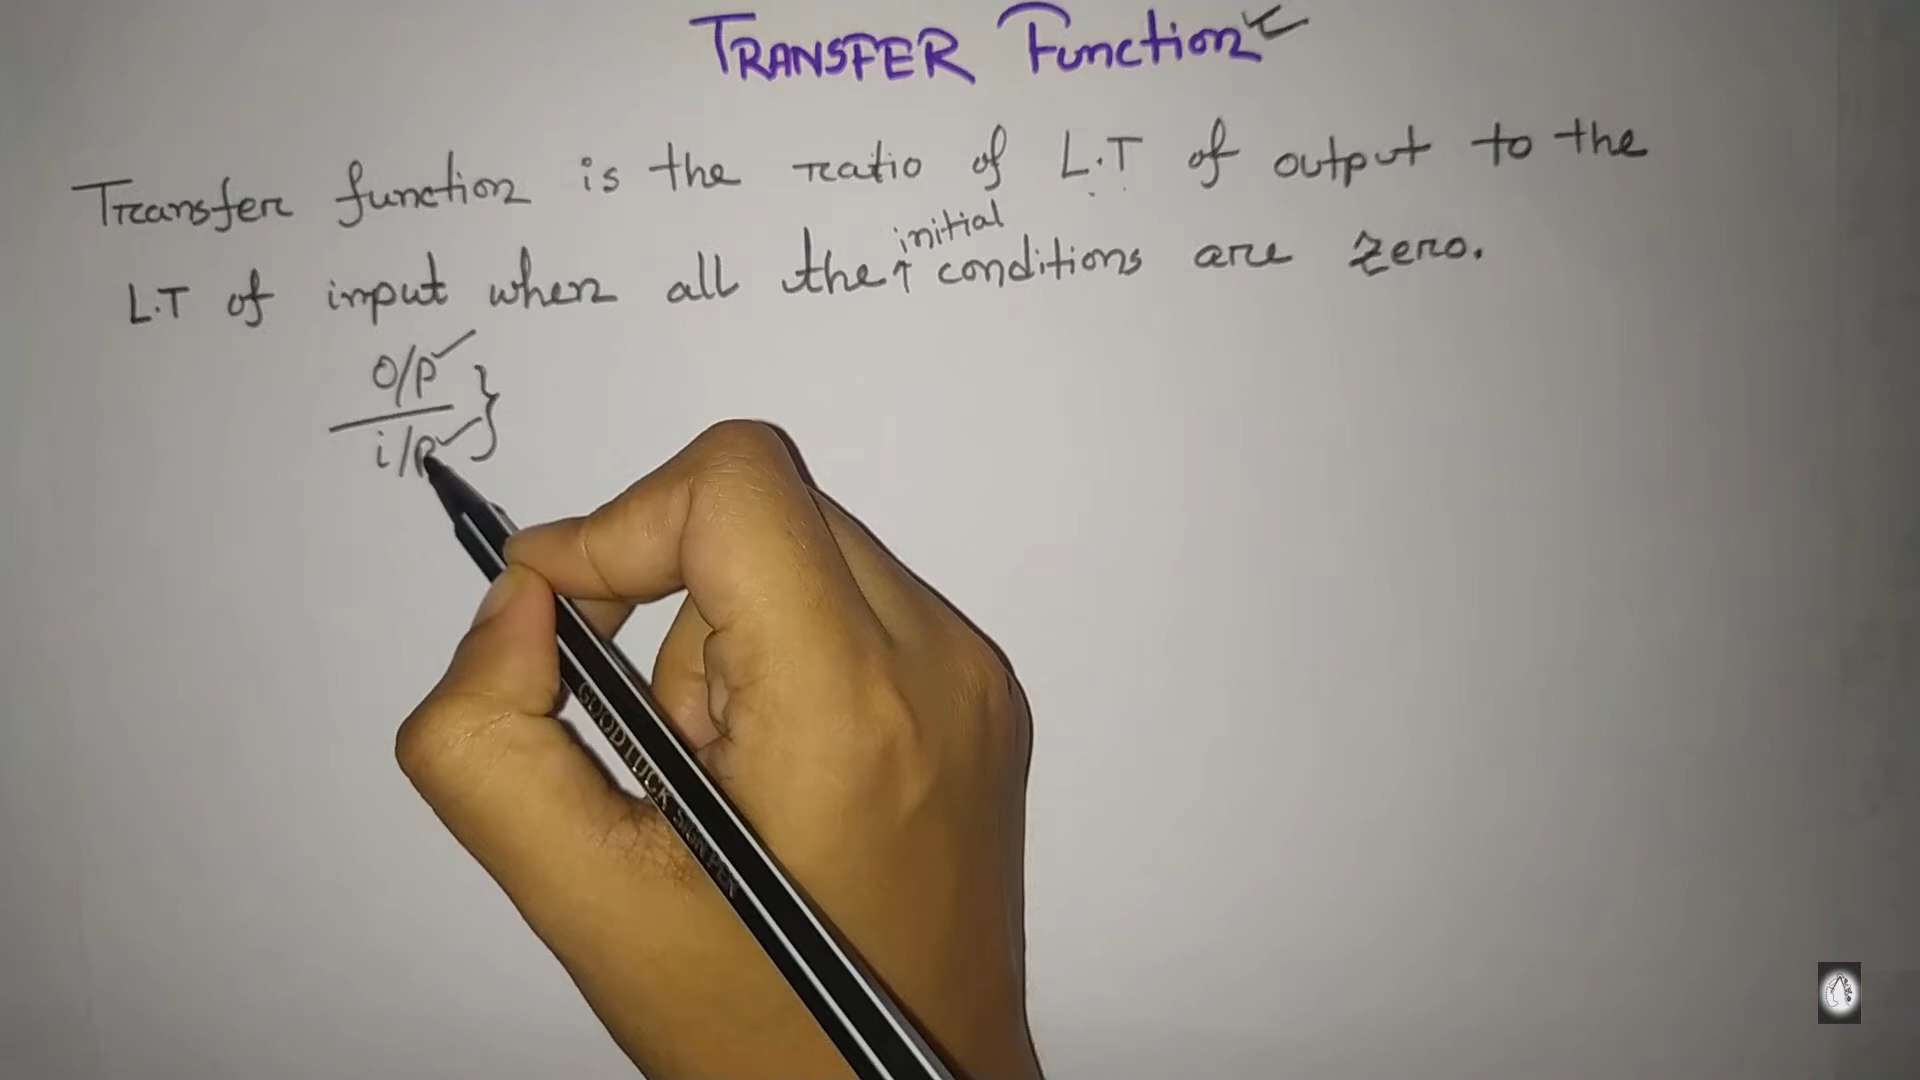 TRANSFER Function
Transfer function is the ratio of L.T of output to the
initial
L.T of input when all the conditions are zero.
O/P
i/p
GOODLUCK SIGN PEN